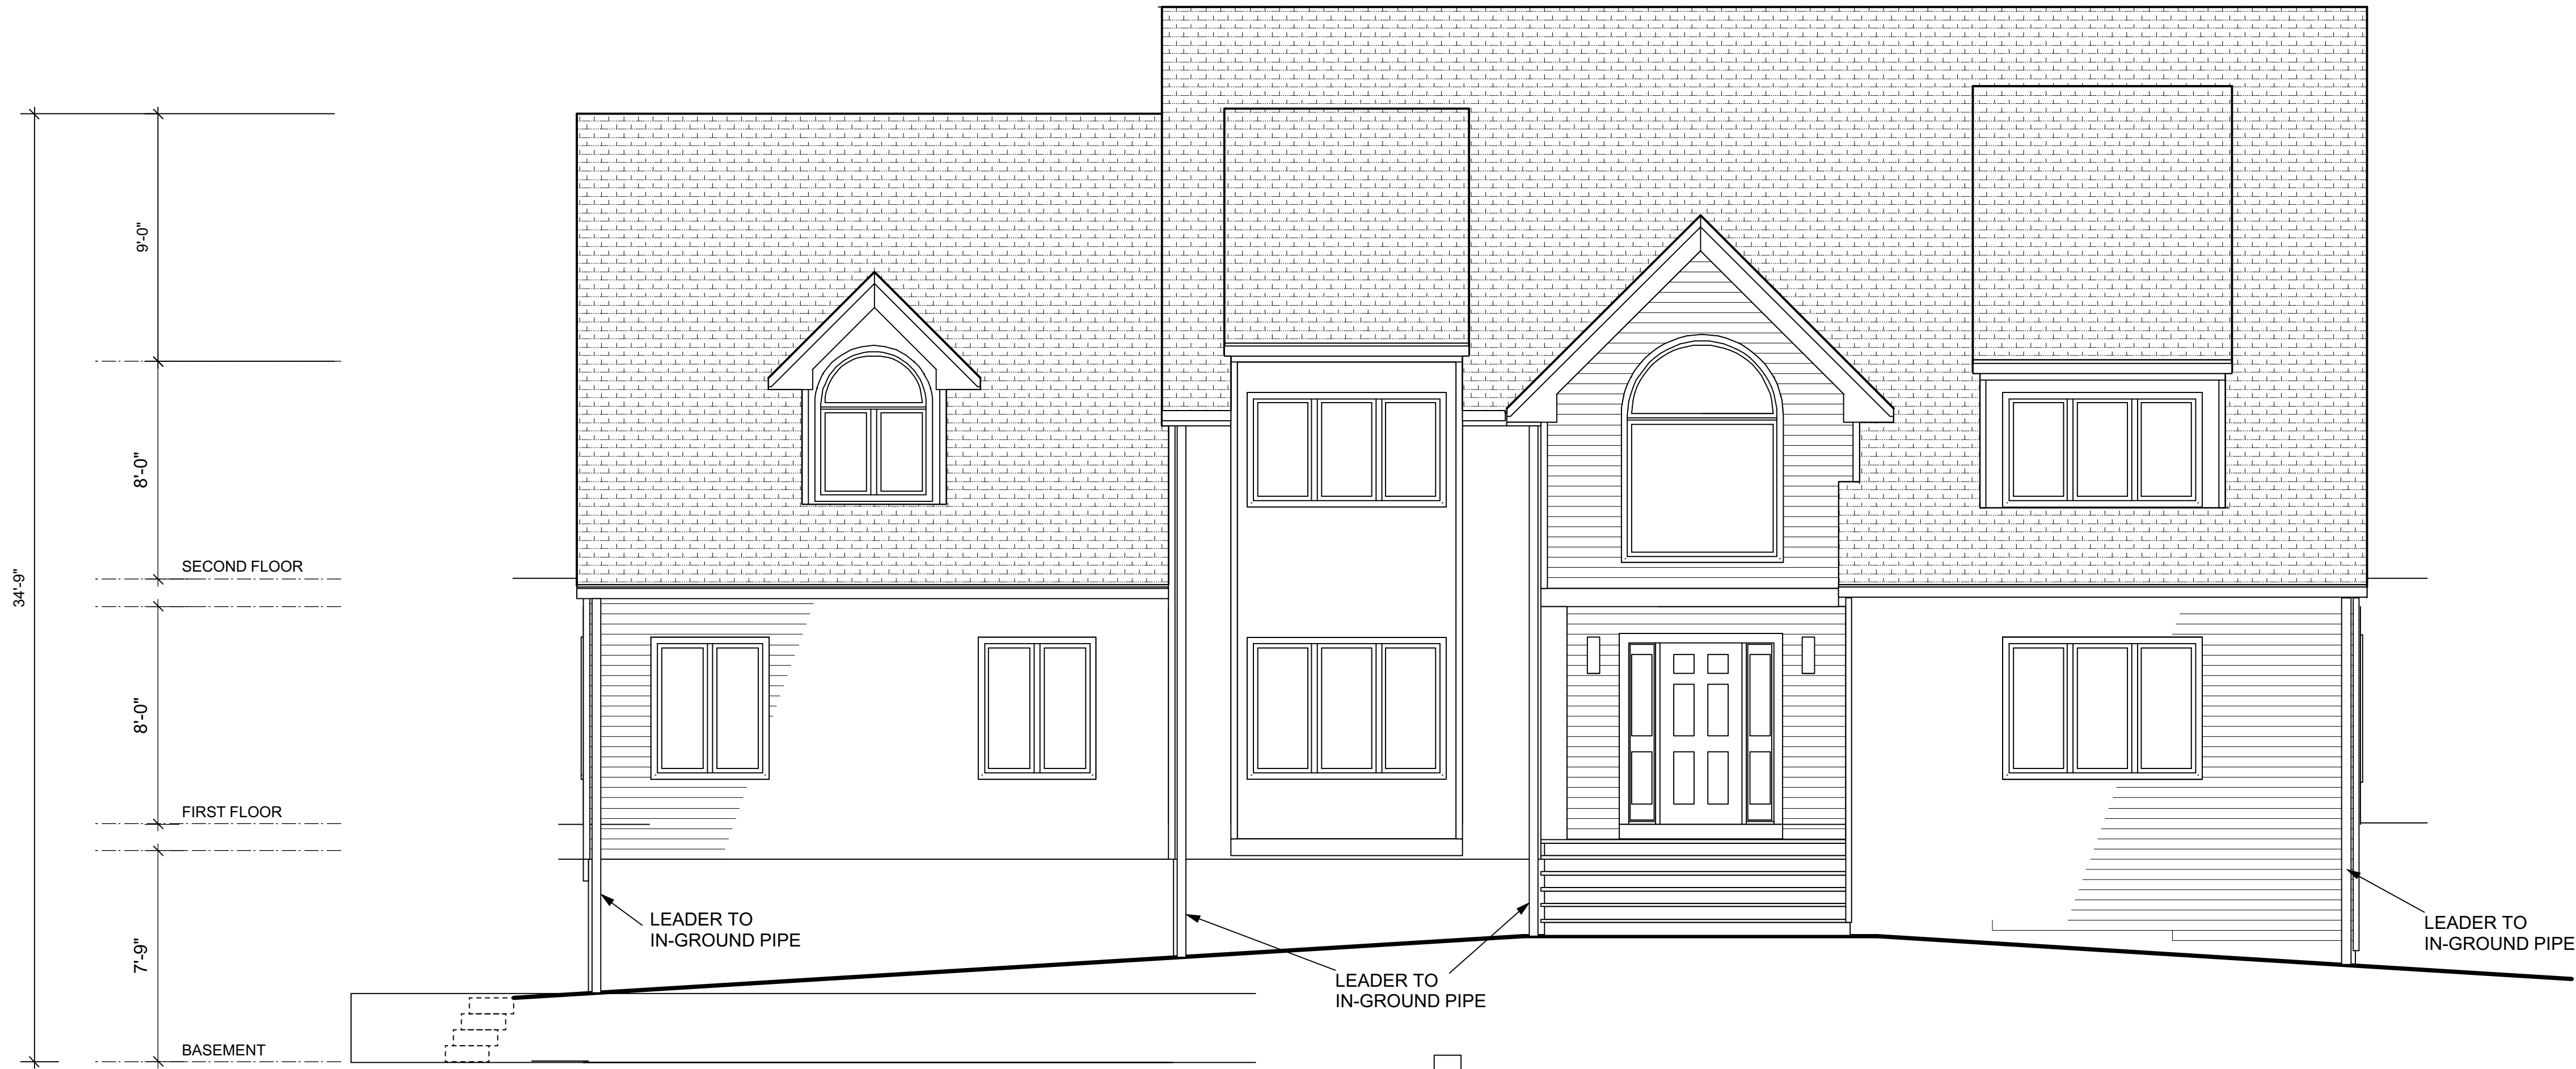 9'-0"
8'-0"
SECOND FLOOR
34'-9"
8'-0"
FIRST FLOOR
7'-9"
BASEMENT
LEADER TO
IN-GROUND PIPE
LEADER TO
IN-GROUND PIPE
LEADER TO
IN-GROUND PIPE